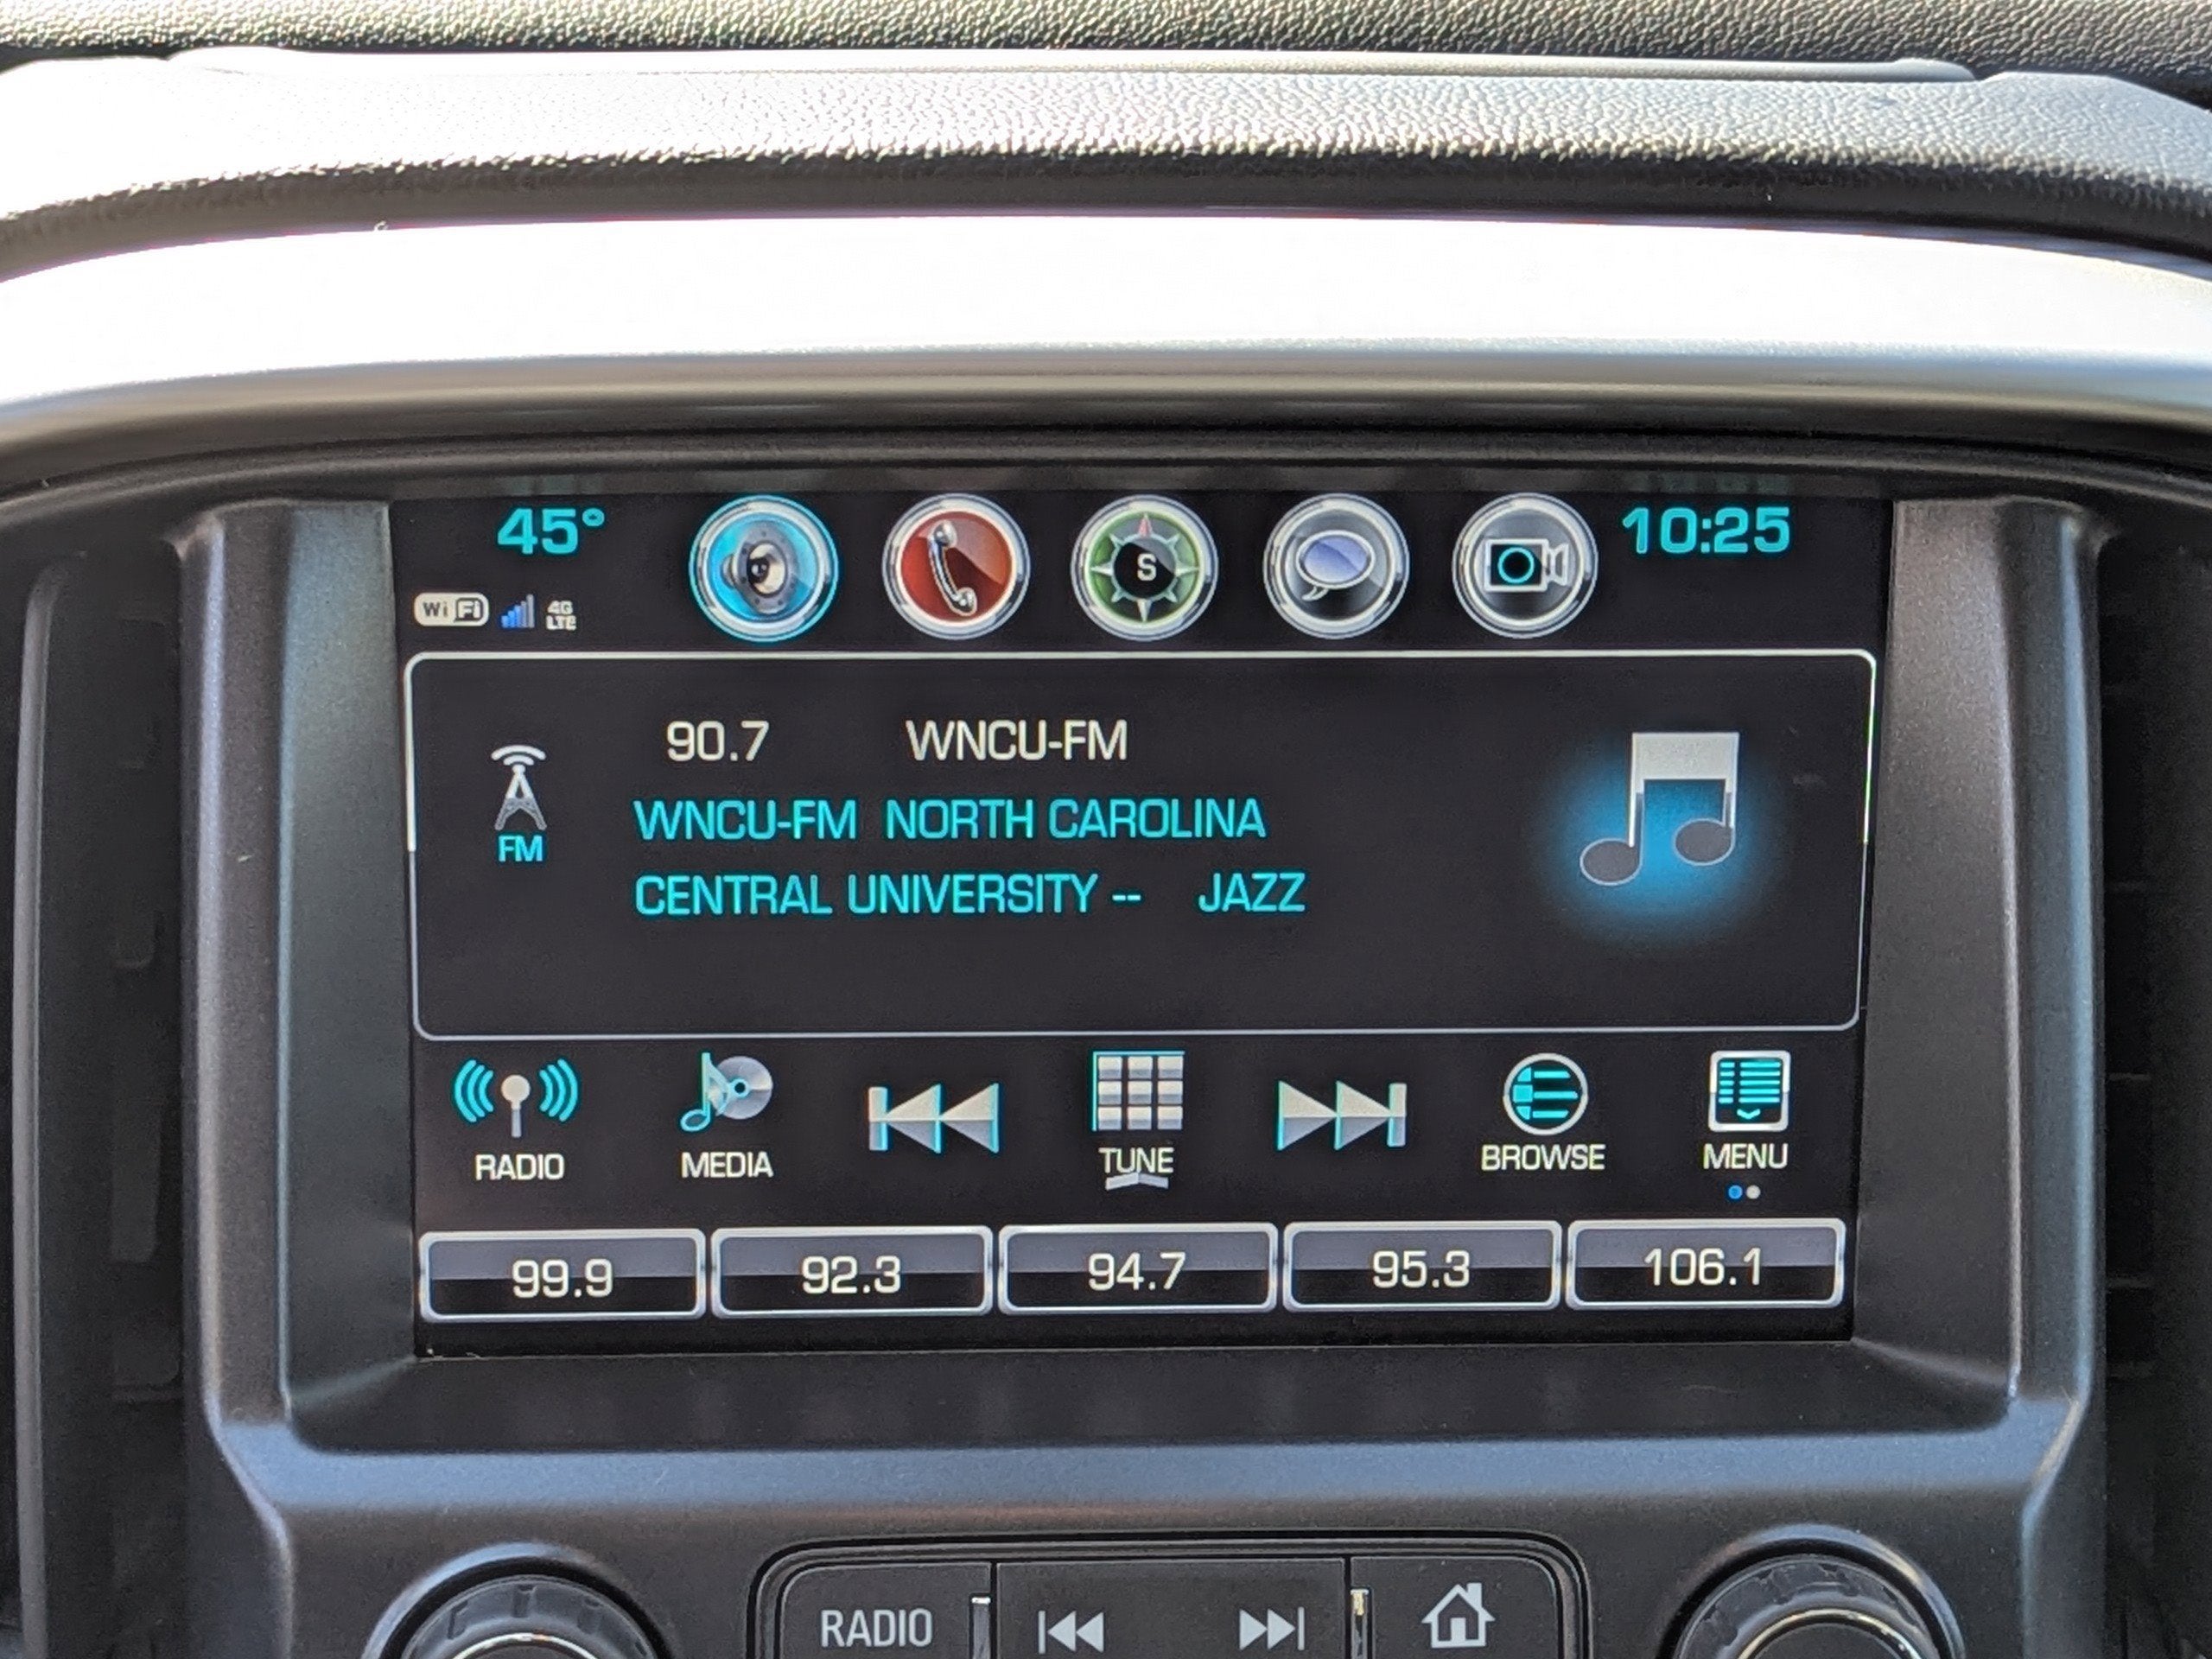 45° S 10:25
WiFi 4G LTE
90.7 WNCU-FM
WNCU-FM NORTH CAROLINA
FM
CENTRAL UNIVERSITY -- JAZZ
RADIO MEDIA TUNE BROWSE MENU
99.9 92.3 94.7 95.3 106.1
RADIO